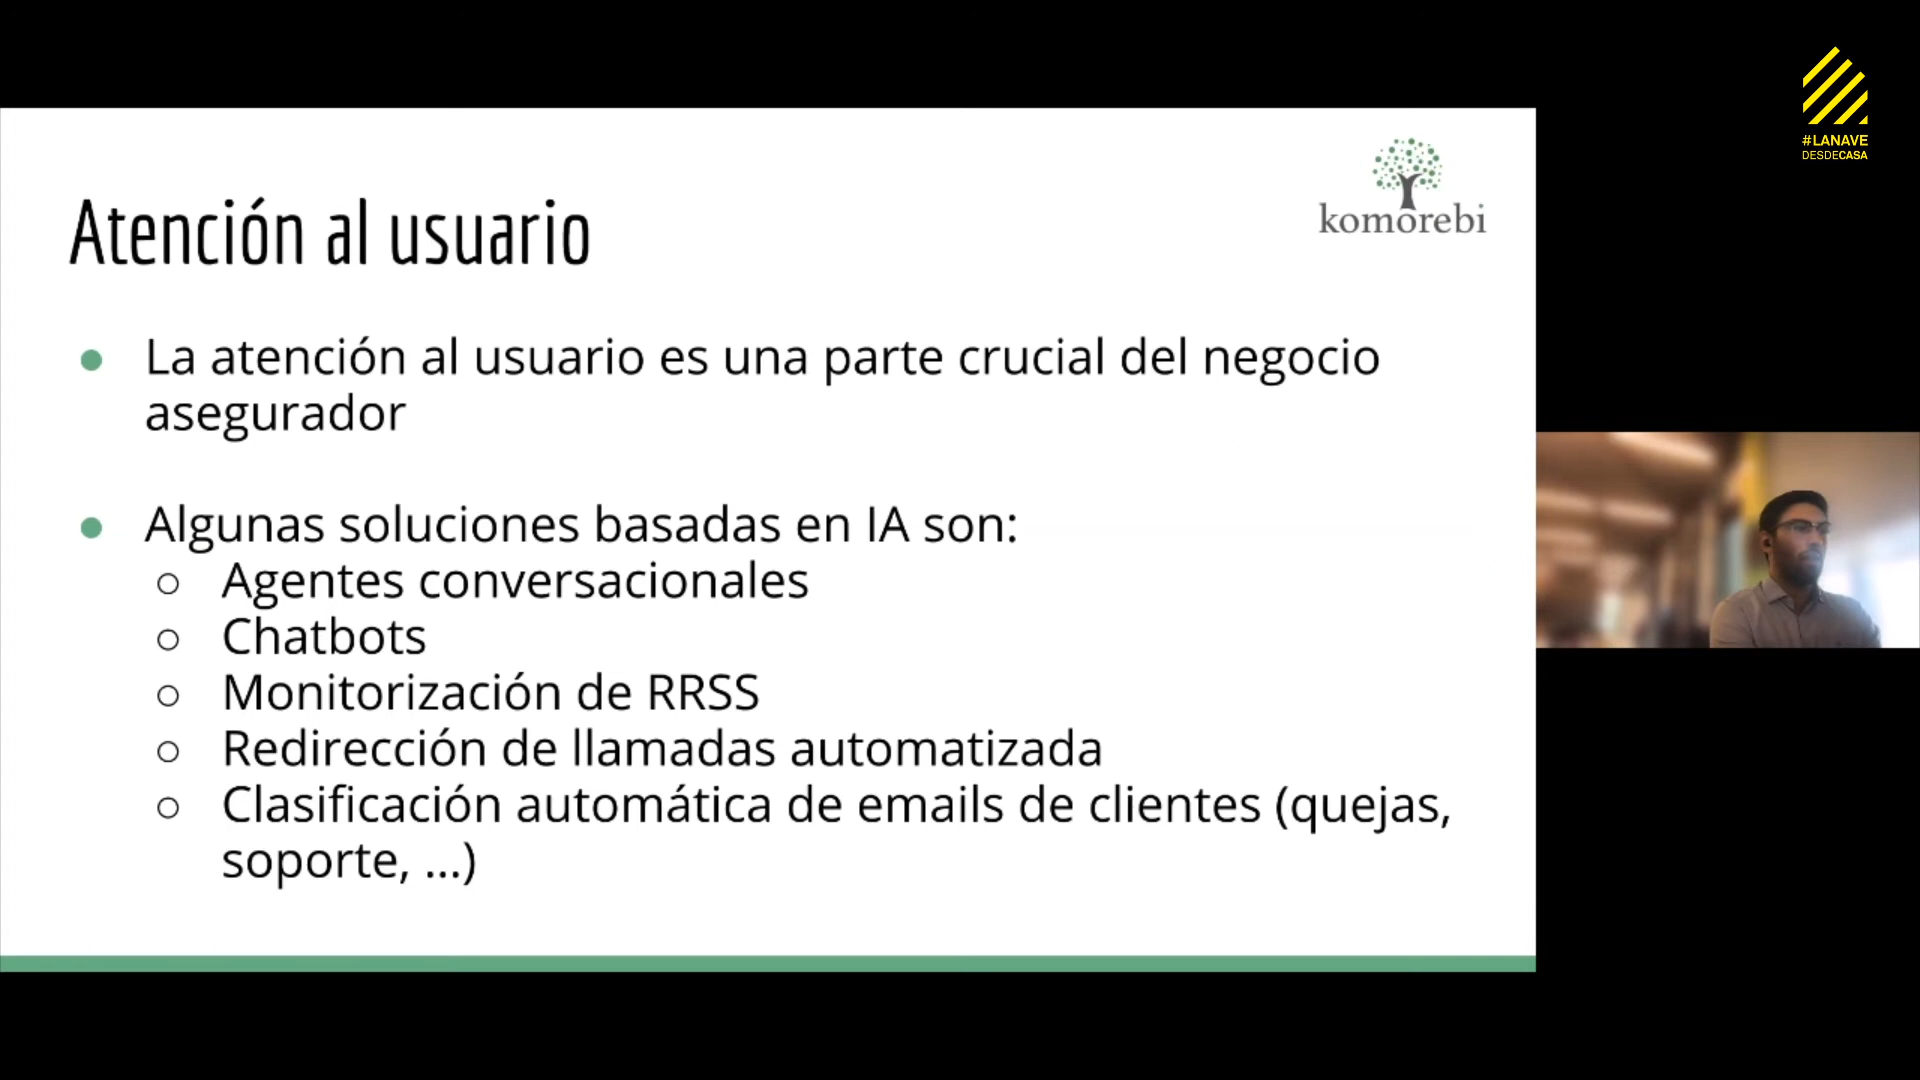 #LANAVE
DESDECASA
komorebi
Atención al usuario
● La atención al usuario es una parte crucial del negocio
asegurador
● Algunas soluciones basadas en IA son:
○ Agentes conversacionales
○ Chatbots
○ Monitorización de RRSS
○ Redirección de llamadas automatizada
○ Clasificación automática de emails de clientes (quejas,
soporte, ...)